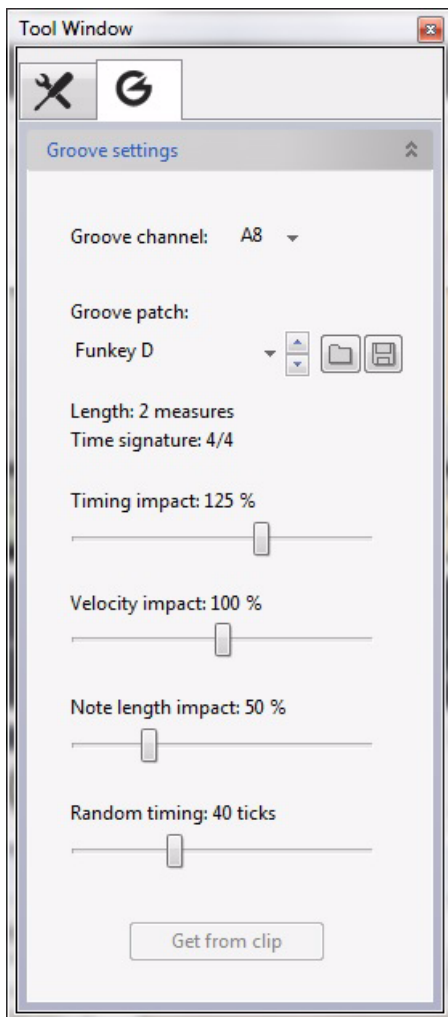 Tool Window
Groove settings
Groove channel: A8
Groove patch:
Funkey D
Length: 2 measures
Time signature: 4/4
Timing impact: 125 %
Velocity impact: 100 %
Note length impact: 50 %
Random timing: 40 ticks
Get from clip